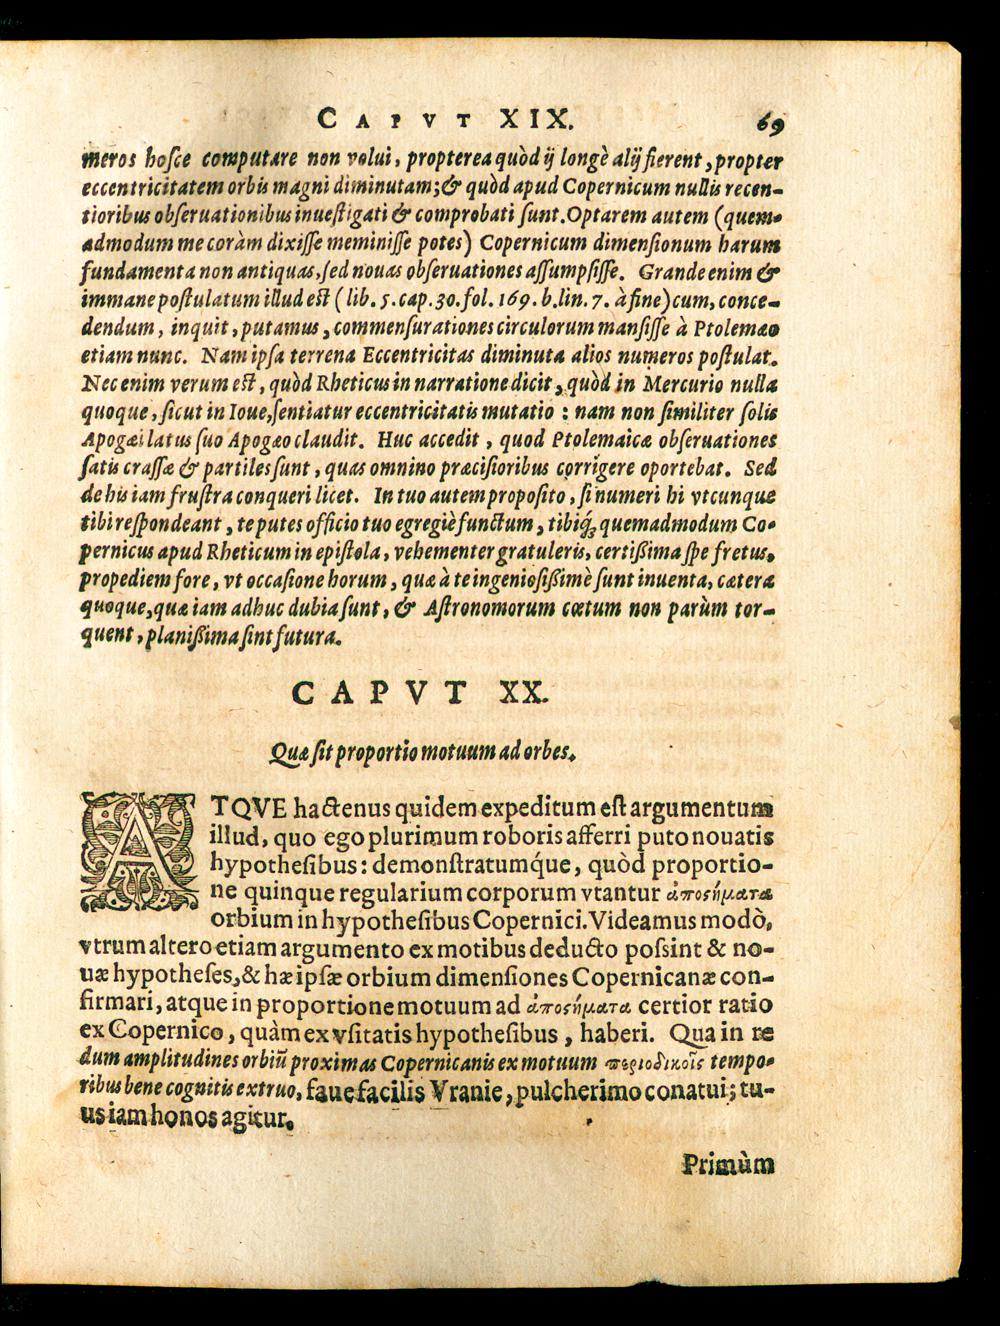 CAPVT XIX. 69
meros hosce computare non volui, propterea quòd ij longè alij fierent, propter
eccentricitatem orbis magni diminutam; & quòd apud Copernicum nullis recen-
tioribus obseruationibus inuestigati & comprobati sunt. Optarem autem (quem-
admodum me coràm dixisse meminisse potes) Copernicum dimensionum harum
fundamenta non antiquas, sed nouas obseruationes assumpsisse. Grande enim &
immane postulatum illud est (lib. 5. cap. 30. fol. 169. b. lin. 7. à fine) cum, conce-
dendum, inquit, putamus, commensurationes circulorum mansisse à Ptolemæo
etiam nunc. Nam ipsa terrena Eccentricitas diminuta alios numeros postulat.
Nec enim verum est, quòd Rheticus in narratione dicit, quòd in Mercurio nulla
quoque, sicut in Ioue, sentiatur eccentricitatis mutatio: nam non similiter solis
Apogæi latus suo Apogæo claudit. Huc accedit, quod Ptolemaicæ obseruationes
satis crassæ & partiles sunt, quas omnino præcisioribus corrigere oportebat. Sed
de his iam frustra conqueri licet. In tuo autem proposito, si numeri hi vtcunque
tibi respondeant, te putes officio tuo egregiè functum, tibiq́; quemadmodum Co-
pernicus apud Rheticum in epistola, vehementer gratuleris, certißima spe fretus,
propediem fore, vt occasione horum, quæ à te ingeniosißimè sunt inuenta, cætera
quoque, quæ iam adhuc dubia sunt, & Astronomorum cœtum non parùm tor-
quent, planißima sint futura.
CAPVT XX.
Quæ sit proportio motuum ad orbes.
ATQVE hactenus quidem expeditum est argumentum
illud, quo ego plurimum roboris afferri puto nouatis
hypothesibus: demonstratumq́ue, quòd proportio-
ne quinque regularium corporum vtantur ἀποςήματα
orbium in hypothesibus Copernici. Videamus modò,
vtrum altero etiam argumento ex motibus deducto possint & no-
uæ hypotheses, & hæ ipsæ orbium dimensiones Copernicanæ con-
firmari, atque in proportione motuum ad ἀποςήματα certior ratio
ex Copernico, quàm ex vsitatis hypothesibus, haberi. Qua in re
dum amplitudines orbiũ proximas Copernicanis ex motuum περιοδικοῖς tempo-
ribus bene cognitis extruo, faue facilis Vranie, pulcherimo conatui; tu-
us iam honos agitur.
Primùm